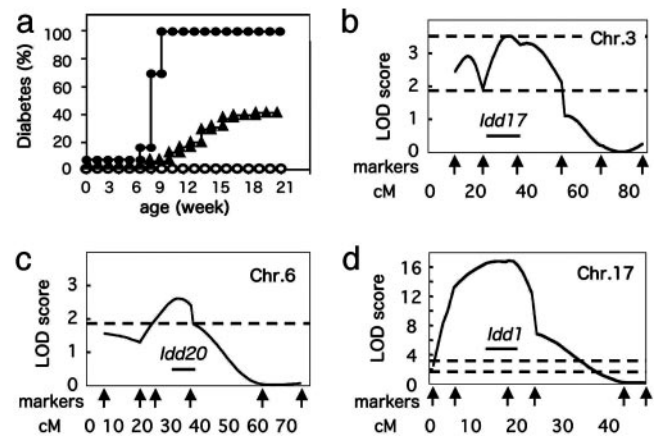 a
Diabetes (%)
100
80
60
40
20
0
0 3 6 9 12 15 18 21
age (week)
b
Chr.3
LOD score
3
2
1
0
Idd17
markers
cM 0 20 40 60 80
c
Chr.6
LOD score
4
3
2
1
0
Idd20
markers
cM 0 10 20 30 40 50 60 70
d
Chr.17
LOD score
16
12
8
4
0
Idd1
markers
cM 0 10 20 30 40